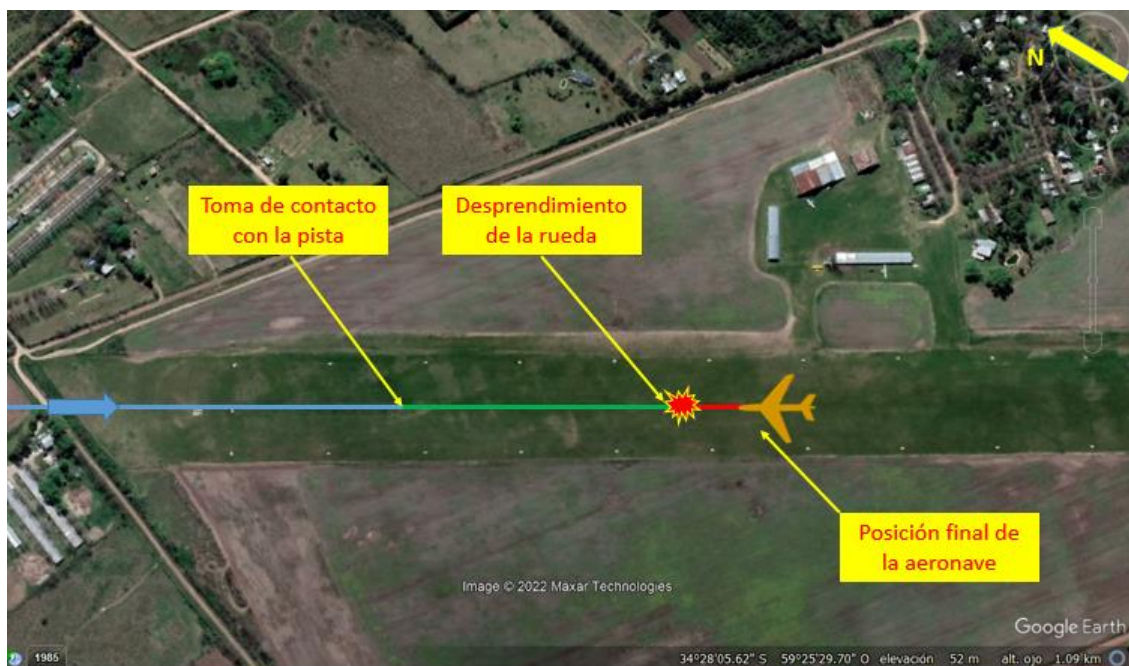 N
Toma de contacto
con la pista
Desprendimiento
de la rueda
Posición final de
la aeronave
Image © 2022 Maxar Technologies
Google Earth
1985
34°28'05.62" S 59°25'29.70" O elevación 52 m alt. ojo 1.09 km